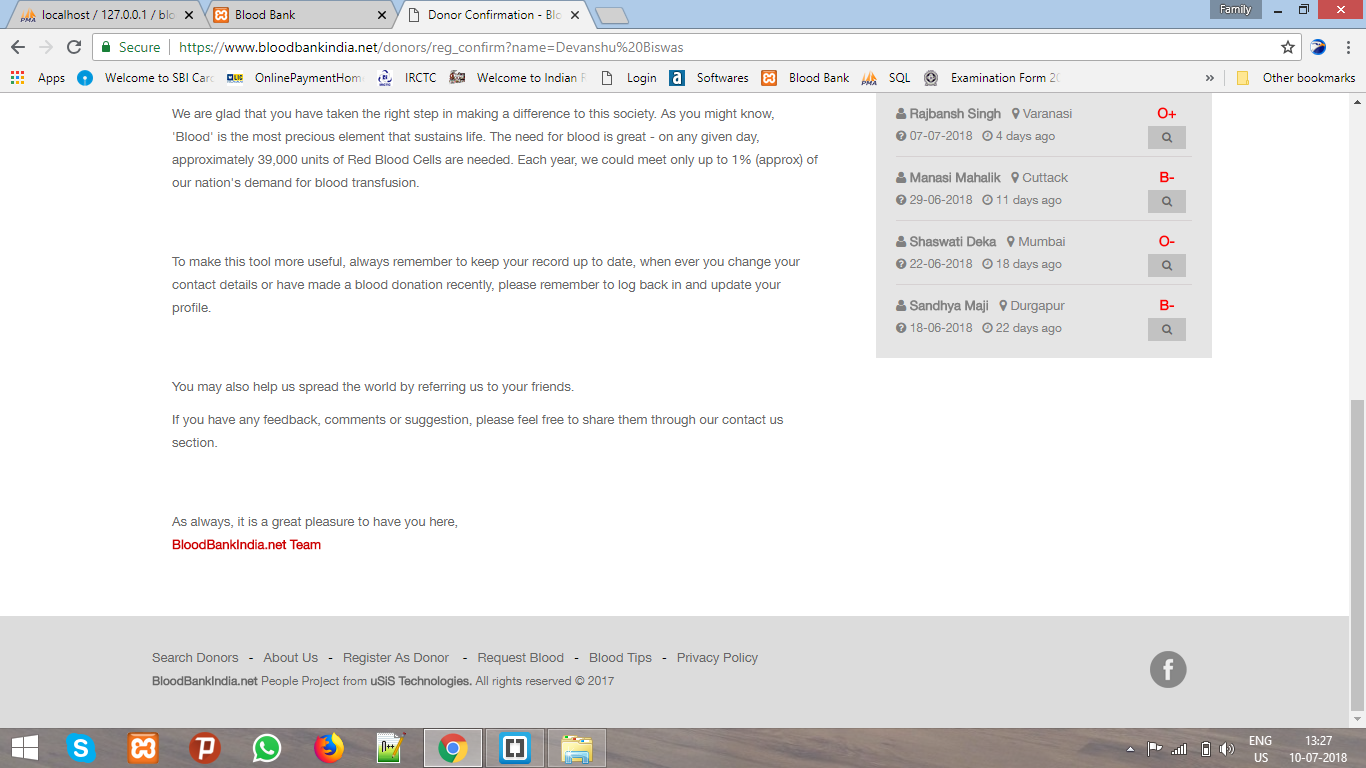 localhost / 127.0.0.1 / blo
Blood Bank
Donor Confirmation - Blo
Family
Secure
https://www.bloodbankindia.net/donors/reg_confirm?name=Devanshu%20Biswas
Apps
Welcome to SBI Card
OnlinePaymentHom
IRCTC
Welcome to Indian R
Login
Softwares
Blood Bank
SQL
Examination Form 20
»
Other bookmarks
We are glad that you have taken the right step in making a difference to this society. As you might know,
'Blood' is the most precious element that sustains life. The need for blood is great - on any given day,
approximately 39,000 units of Red Blood Cells are needed. Each year, we could meet only up to 1% (approx) of
our nation's demand for blood transfusion.
To make this tool more useful, always remember to keep your record up to date, when ever you change your
contact details or have made a blood donation recently, please remember to log back in and update your
profile.
You may also help us spread the world by referring us to your friends.
If you have any feedback, comments or suggestion, please feel free to share them through our contact us
section.
As always, it is a great pleasure to have you here,
BloodBankIndia.net Team
Rajbansh Singh Varanasi O+
07-07-2018 4 days ago
Manasi Mahalik Cuttack B-
29-06-2018 11 days ago
Shaswati Deka Mumbai O-
22-06-2018 18 days ago
Sandhya Maji Durgapur B-
18-06-2018 22 days ago
Search Donors - About Us - Register As Donor - Request Blood - Blood Tips - Privacy Policy
BloodBankIndia.net People Project from uSiS Technologies. All rights reserved © 2017
ENG
US
13:27
10-07-2018